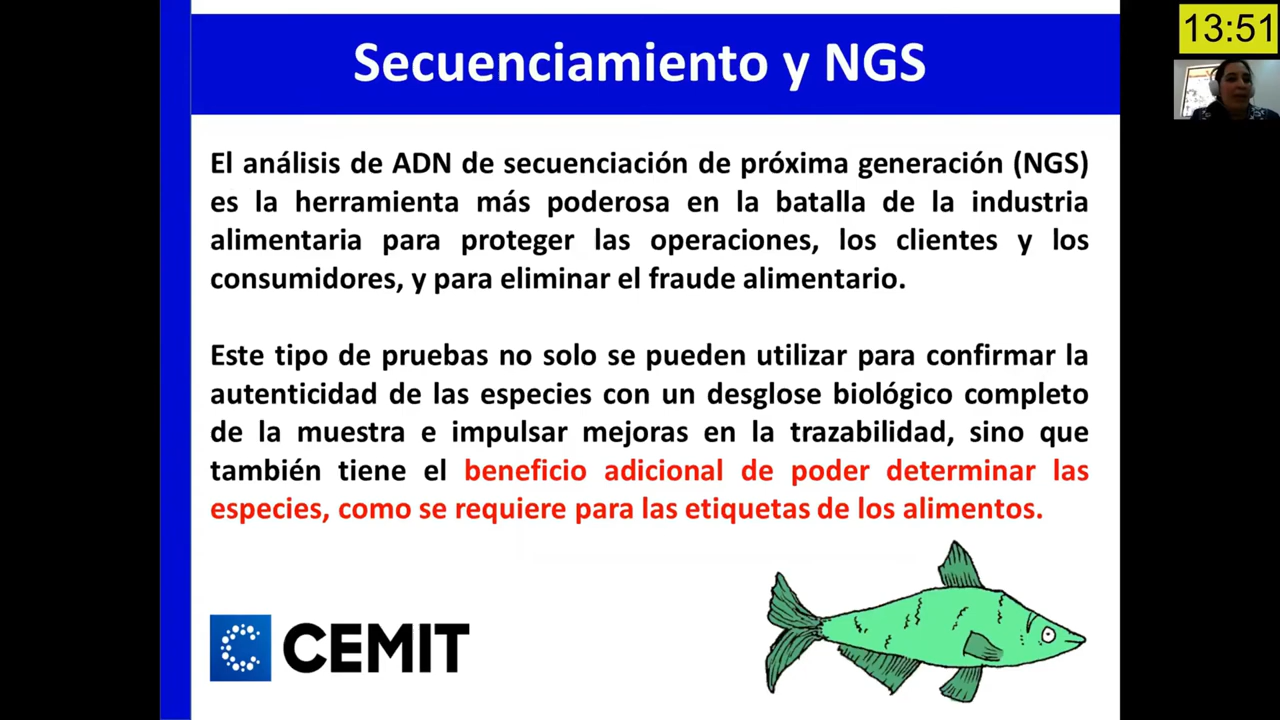 13:51
Secuenciamiento y NGS
El análisis de ADN de secuenciación de próxima generación (NGS)
es la herramienta más poderosa en la batalla de la industria
alimentaria para proteger las operaciones, los clientes y los
consumidores, y para eliminar el fraude alimentario.
Este tipo de pruebas no solo se pueden utilizar para confirmar la
autenticidad de las especies con un desglose biológico completo
de la muestra e impulsar mejoras en la trazabilidad, sino que
también tiene el beneficio adicional de poder determinar las
especies, como se requiere para las etiquetas de los alimentos.
CEMIT